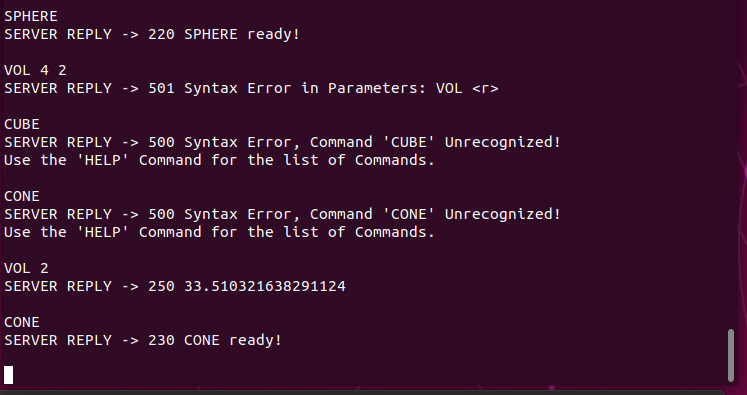 SPHERE
SERVER REPLY -> 220 SPHERE ready!
VOL 4 2
SERVER REPLY -> 501 Syntax Error in Parameters: VOL <r>
CUBE
SERVER REPLY -> 500 Syntax Error, Command 'CUBE' Unrecognized!
Use the 'HELP' Command for the list of Commands.
CONE
SERVER REPLY -> 500 Syntax Error, Command 'CONE' Unrecognized!
Use the 'HELP' Command for the list of Commands.
VOL 2
SERVER REPLY -> 250 33.510321638291124
CONE
SERVER REPLY -> 230 CONE ready!